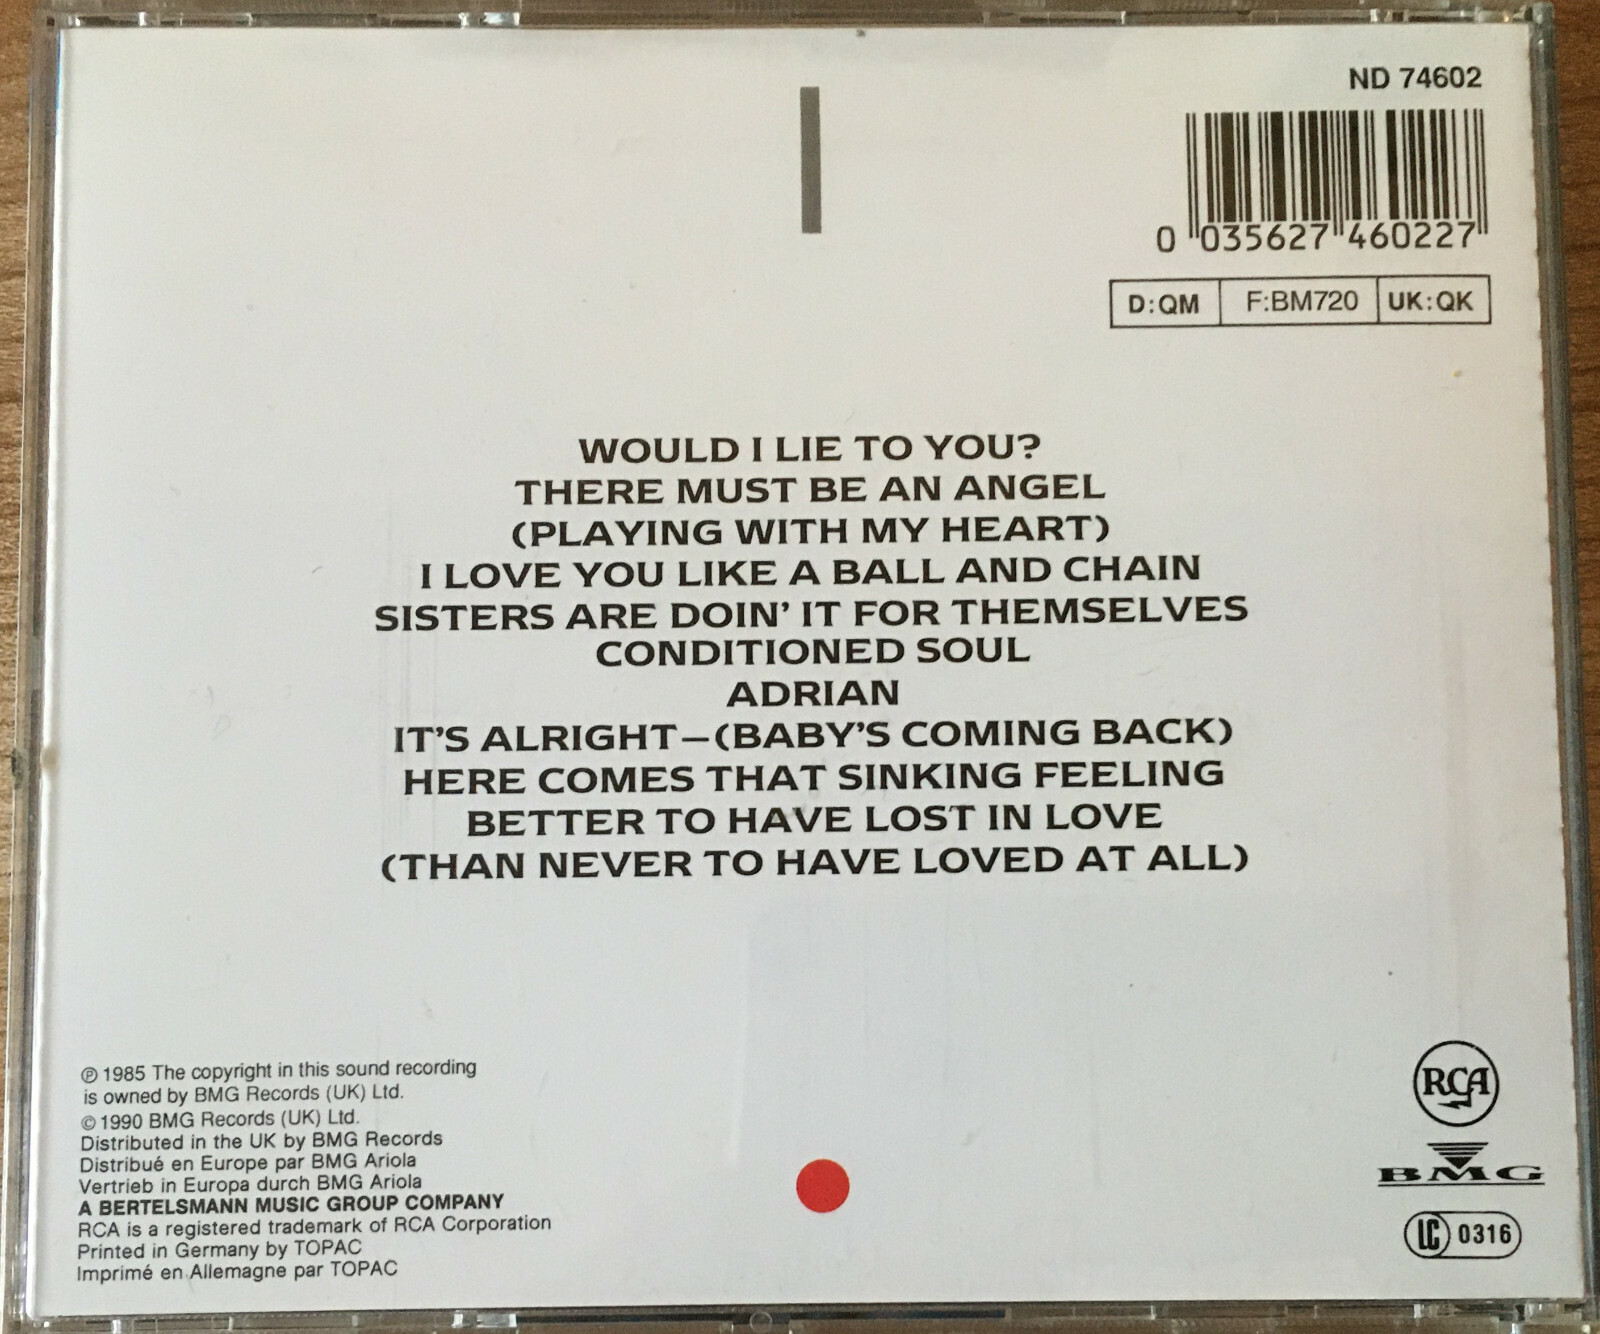 ND 74602
0 035627 460227
D:QM F:BM720 UK:QK
WOULD I LIE TO YOU?
THERE MUST BE AN ANGEL
(PLAYING WITH MY HEART)
I LOVE YOU LIKE A BALL AND CHAIN
SISTERS ARE DOIN' IT FOR THEMSELVES
CONDITIONED SOUL
ADRIAN
IT'S ALRIGHT—(BABY'S COMING BACK)
HERE COMES THAT SINKING FEELING
BETTER TO HAVE LOST IN LOVE
(THAN NEVER TO HAVE LOVED AT ALL)
℗ 1985 The copyright in this sound recording
is owned by BMG Records (UK) Ltd.
© 1990 BMG Records (UK) Ltd.
Distributed in the UK by BMG Records
Distribué en Europe par BMG Ariola
Vertrieb in Europa durch BMG Ariola
A BERTELSMANN MUSIC GROUP COMPANY
RCA is a registered trademark of RCA Corporation
Printed in Germany by TOPAC
Imprimé en Allemagne par TOPAC
RCA
BMG
LC 0316